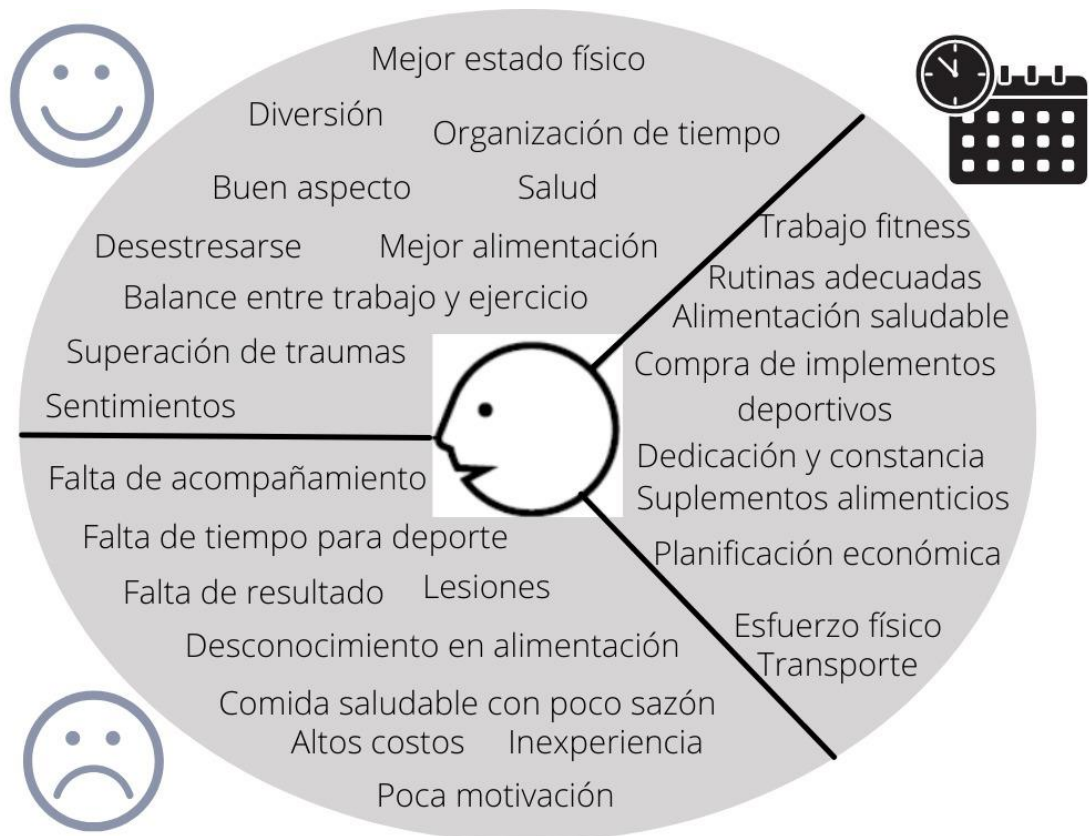 Mejor estado físico
Diversión
Organización de tiempo
Buen aspecto
Salud
Desestresarse
Mejor alimentación
Balance entre trabajo y ejercicio
Superación de traumas
Sentimientos
Trabajo fitness
Rutinas adecuadas
Alimentación saludable
Compra de implementos
deportivos
Dedicación y constancia
Suplementos alimenticios
Planificación económica
Esfuerzo físico
Transporte
Falta de acompañamiento
Falta de tiempo para deporte
Falta de resultado
Lesiones
Desconocimiento en alimentación
Comida saludable con poco sazón
Altos costos
Inexperiencia
Poca motivación